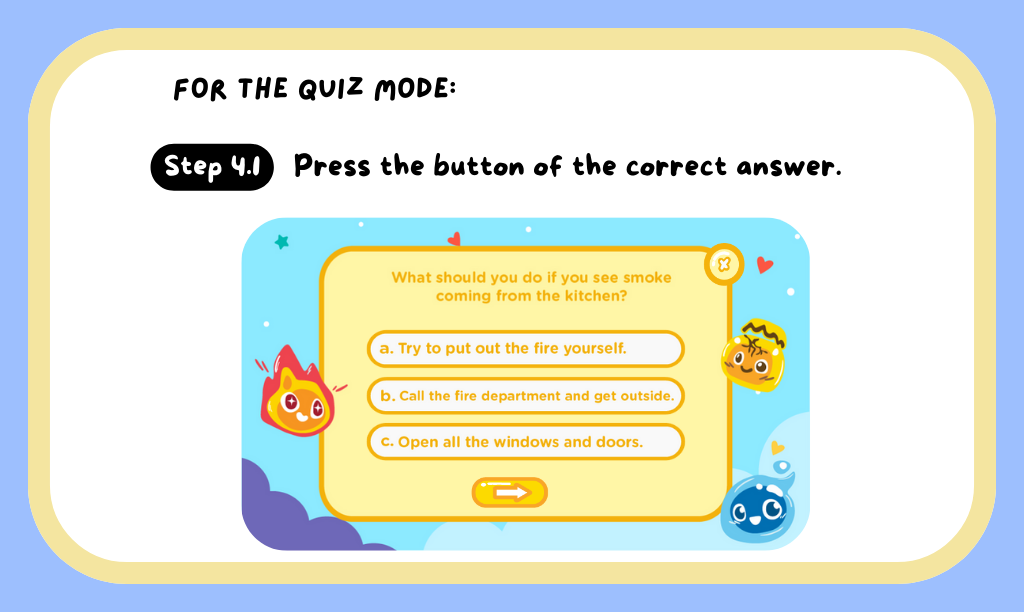 FOR THE QUIZ MODE:
Step 4.1 Press the button of the correct answer.
What should you do if you see smoke
coming from the kitchen?
a. Try to put out the fire yourself.
b. Call the fire department and get outside.
c. Open all the windows and doors.